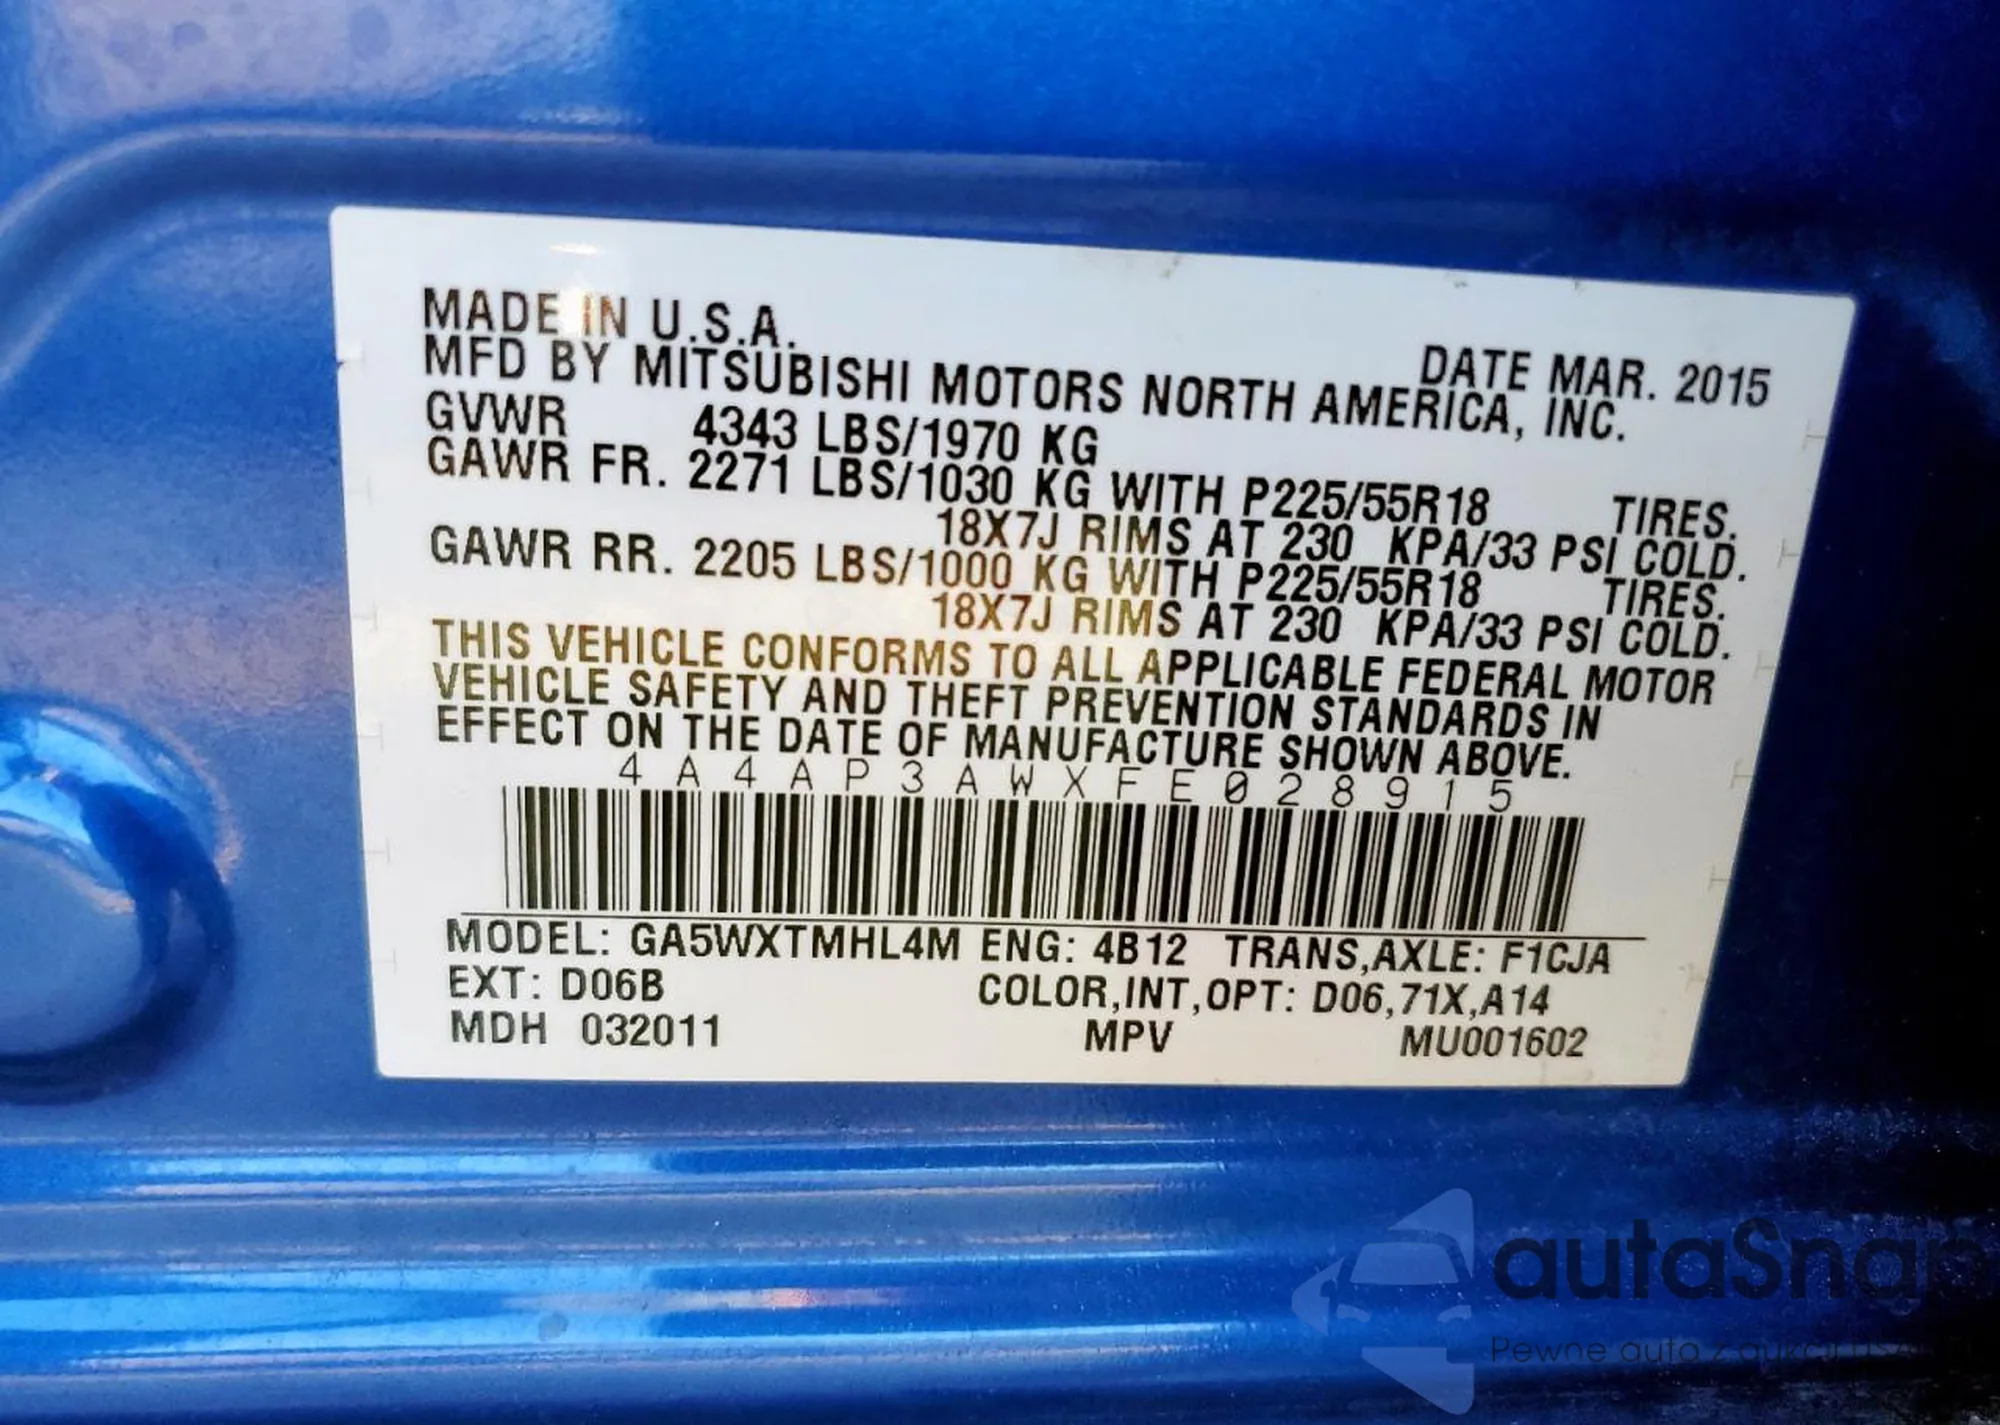 MADE IN U.S.A.
DATE MAR. 2015
MFD BY MITSUBISHI MOTORS NORTH AMERICA, INC.
GVWR 4343 LBS/1970 KG
GAWR FR. 2271 LBS/1030 KG WITH P225/55R18 TIRES.
18X7J RIMS AT 230 KPA/33 PSI COLD.
GAWR RR. 2205 LBS/1000 KG WITH P225/55R18 TIRES.
18X7J RIMS AT 230 KPA/33 PSI COLD.
THIS VEHICLE CONFORMS TO ALL APPLICABLE FEDERAL MOTOR
VEHICLE SAFETY AND THEFT PREVENTION STANDARDS IN
EFFECT ON THE DATE OF MANUFACTURE SHOWN ABOVE.
4A4AP3AWXFE028915
MODEL: GA5WXTMHL4M ENG: 4B12 TRANS,AXLE: F1CJA
EXT: D06B COLOR,INT,OPT: D06,71X,A14
MDH 032011 MPV MU001602
autaSnap
Pewne auta z aukcji USA